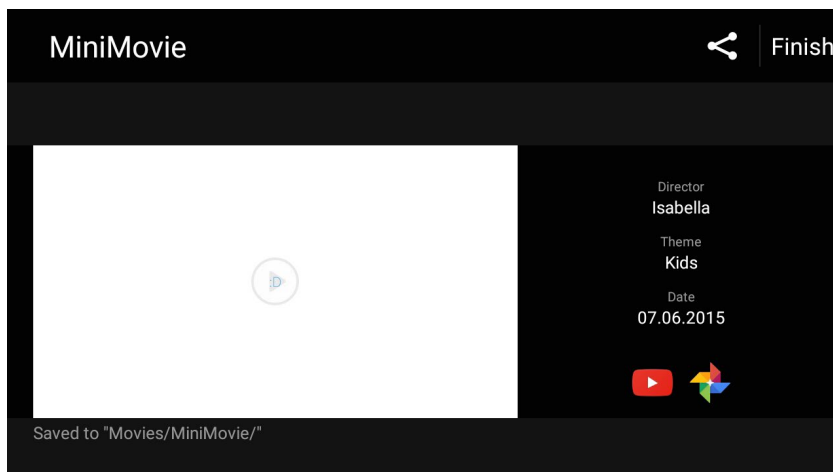 MiniMovie
Finish
:D
Director
Isabella
Theme
Kids
Date
07.06.2015
Saved to "Movies/MiniMovie/"